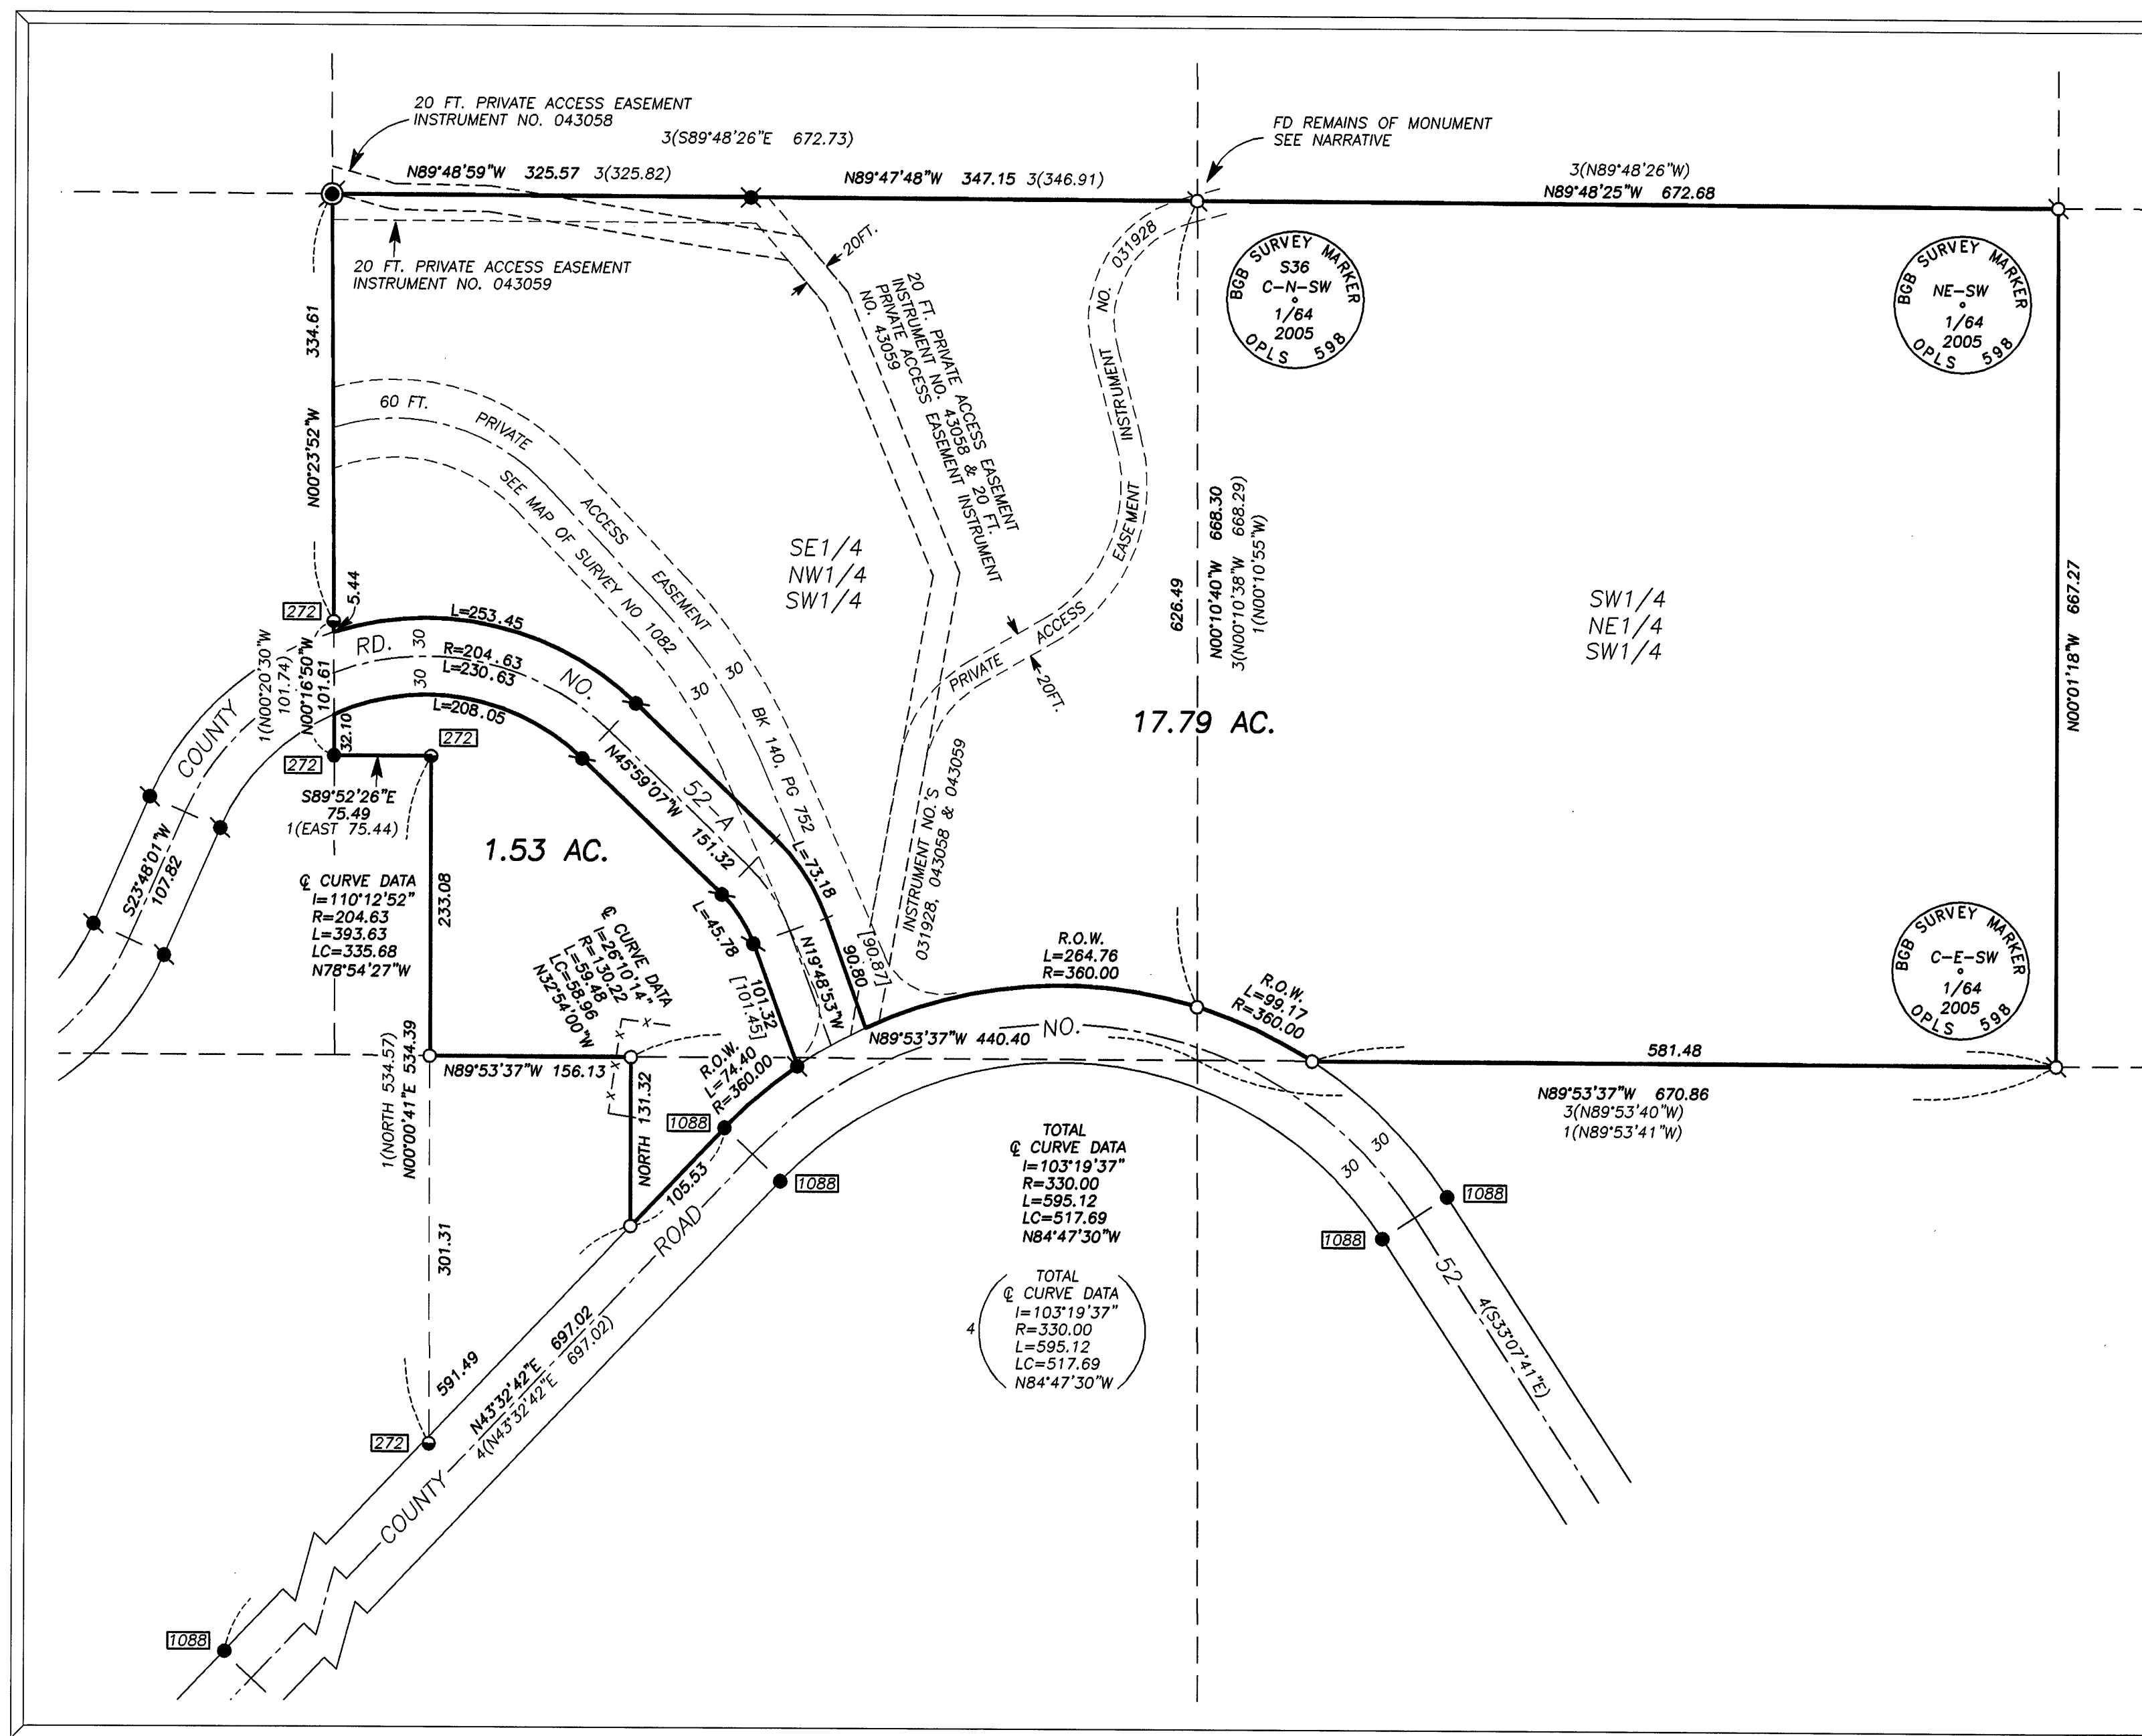 20 FT. PRIVATE ACCESS EASEMENT
INSTRUMENT NO. 043058
3(S89°48'26"E 672.73)
FD REMAINS OF MONUMENT
SEE NARRATIVE
N89°48'59"W 325.57 3(325.82)
N89°47'48"W 347.15 3(346.91)
3(N89°48'26"W)
N89°48'25"W 672.68
20 FT. PRIVATE ACCESS EASEMENT
INSTRUMENT NO. 043059
20FT.
20 FT. PRIVATE ACCESS EASEMENT
INSTRUMENT NO. 43058 & 20 FT.
PRIVATE ACCESS EASEMENT INSTRUMENT
NO. 43059
INSTRUMENT NO. 031928
PRIVATE ACCESS EASEMENT
20FT.
BGB SURVEY MARKER
S36
C-N-SW
1/64
2005
OPLS 598
BGB SURVEY MARKER
NE-SW
1/64
2005
OPLS 598
334.61
N00°23'52"W
60 FT. PRIVATE ACCESS EASEMENT
SEE MAP OF SURVEY NO 1082
BK 140, PG 752
30 30
SE1/4
NW1/4
SW1/4
626.49
N00°10'40"W 668.30
3(N00°10'38"W 668.29)
1(N00°10'55"W)
SW1/4
NE1/4
SW1/4
N00°01'18"W 667.27
272
5.44
1(N00°20'30"W
101.74)
N00°16'50"W
101.61
32.10
L=253.45
R=204.63
L=230.63
L=208.05
30
30
COUNTY RD. NO. 52-A
272
272
S89°52'26"E
75.49
1(EAST 75.44)
N45°59'07"W 151.32
17.79 AC.
1.53 AC.
S23°48'01"W
107.82
℄ CURVE DATA
I=110°12'52"
R=204.63
L=393.63
LC=335.68
N78°54'27"W
233.08
℄ CURVE DATA
I=26°10'14"
R=130.22
L=59.48
LC=58.96
N32°54'00"W
L=45.78
L=73.18
N19°48'53"W
90.80
[90.87]
101.32
[101.45]
INSTRUMENT NO.'S
031928, 043058 & 043059
R.O.W.
L=264.76
R=360.00
R.O.W.
L=99.17
R=360.00
BGB SURVEY MARKER
C-E-SW
1/64
2005
OPLS 598
N89°53'37"W 440.40
N89°53'37"W 156.13
581.48
N89°53'37"W 670.86
3(N89°53'40"W)
1(N89°53'41"W)
1(NORTH 534.57)
N00°00'41"E 534.39
301.31
NORTH 131.32
R.O.W.
L=74.40
R=360.00
1088
105.53
1088
TOTAL
℄ CURVE DATA
I=103°19'37"
R=330.00
L=595.12
LC=517.69
N84°47'30"W
4
TOTAL
℄ CURVE DATA
I=103°19'37"
R=330.00
L=595.12
LC=517.69
N84°47'30"W
30
30
1088
1088
COUNTY ROAD NO. 52
4(S33°07'41"E)
591.49
N43°32'42"E 697.02
4(N43°32'42"E 697.02)
272
1088